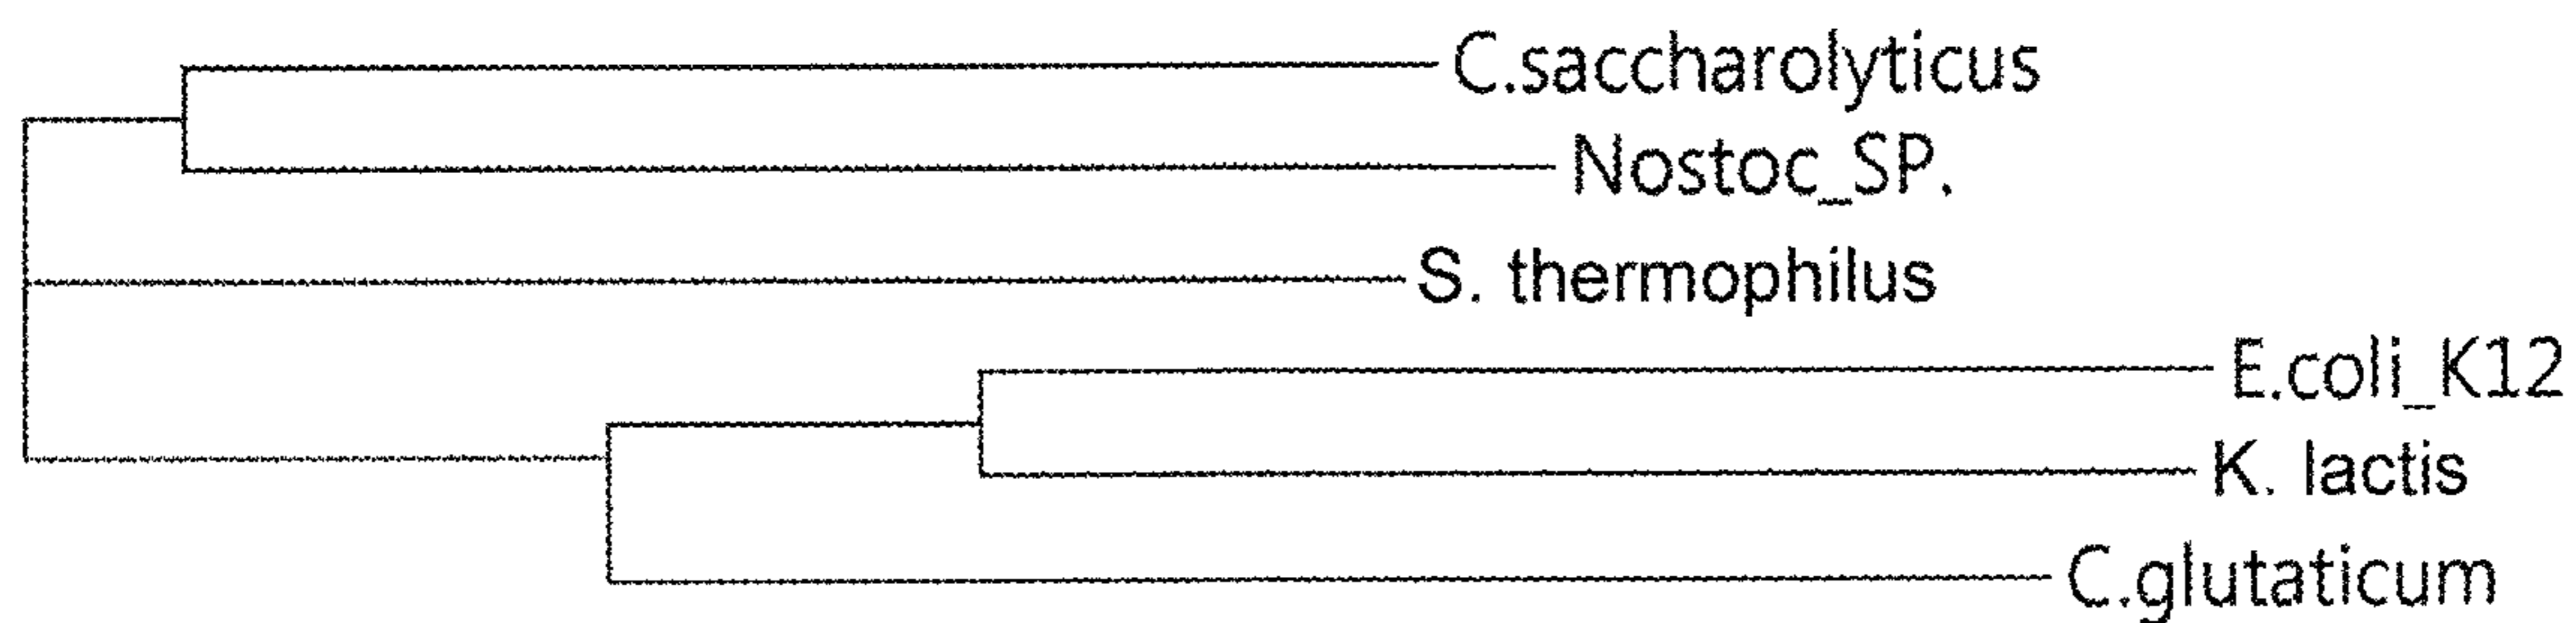 C.saccharolyticus
Nostoc_SP.
S. thermophilus
E.coli_K12
K. lactis
C.glutaticum